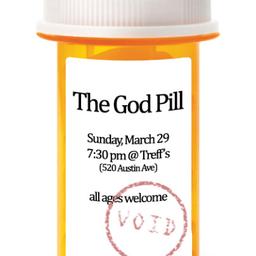 The God Pill
Sunday, March 29
7:30 pm @ Treff's
(520 Austin Ave)
all ages welcome
VOID